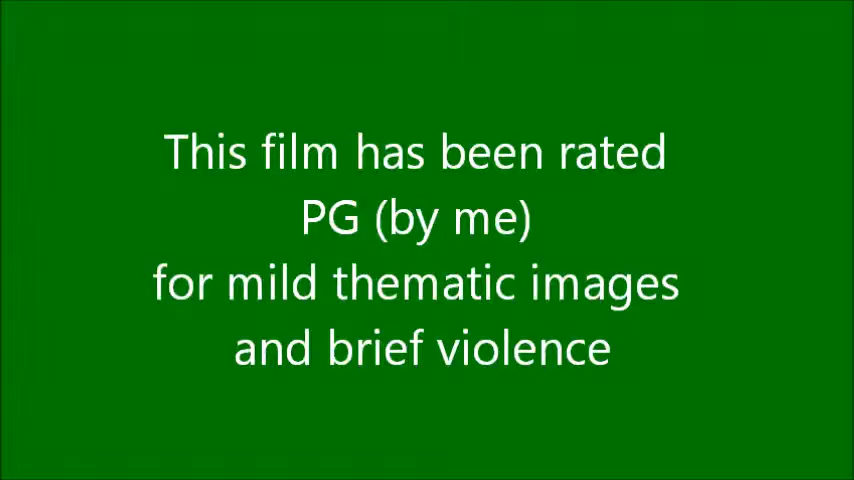 This film has been rated
PG (by me)
for mild thematic images
and brief violence